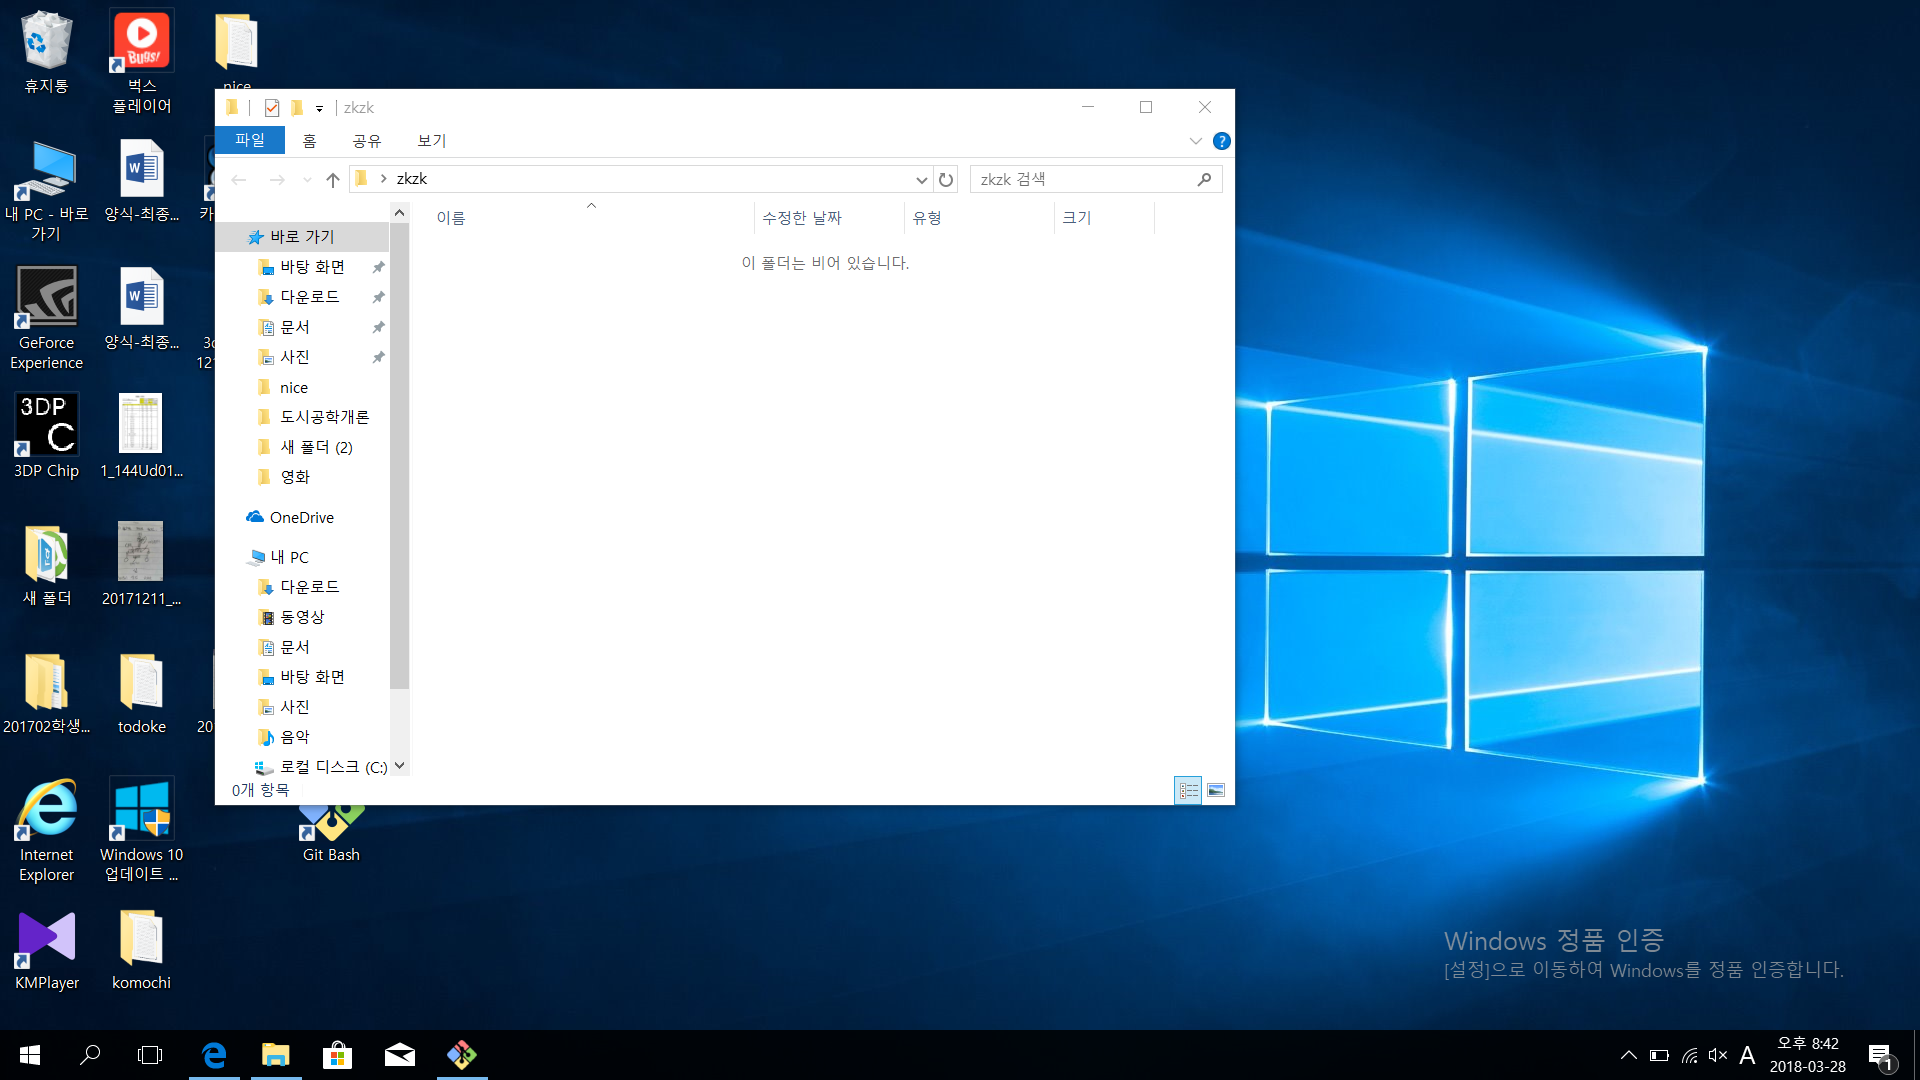 휴지통
Bugs!
벅스
플레이어
nice
내 PC - 바로
가기
양식-최종...
카
GeForce
Experience
양식-최종...
3DP
C
3DP Chip
1_144Ud01...
새 폴더
20171211_...
201702학생...
todoke
20
Internet
Explorer
Windows 10
업데이트 ...
Git Bash
KMPlayer
komochi
zkzk
파일
홈
공유
보기
zkzk
zkzk 검색
이름
수정한 날짜
유형
크기
이 폴더는 비어 있습니다.
바로 가기
바탕 화면
다운로드
문서
사진
nice
도시공학개론
새 폴더 (2)
영화
OneDrive
내 PC
다운로드
동영상
문서
바탕 화면
사진
음악
로컬 디스크 (C:)
0개 항목
Windows 정품 인증
[설정]으로 이동하여 Windows를 정품 인증합니다.
A
오후 8:42
2018-03-28
1